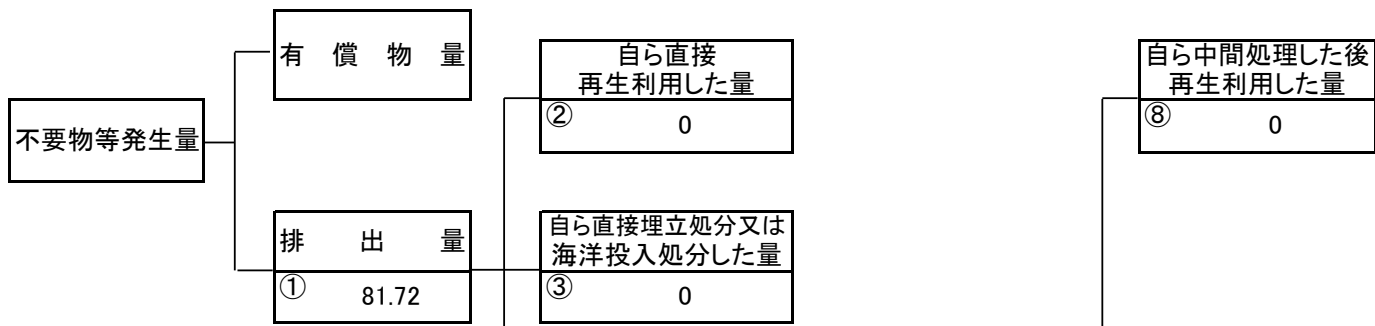 有償物量
自ら直接
再生利用した量
② 0
自ら中間処理した後
再生利用した量
⑧ 0
不要物等発生量
排出量
① 81.72
自ら直接埋立処分又は
海洋投入処分した量
③ 0